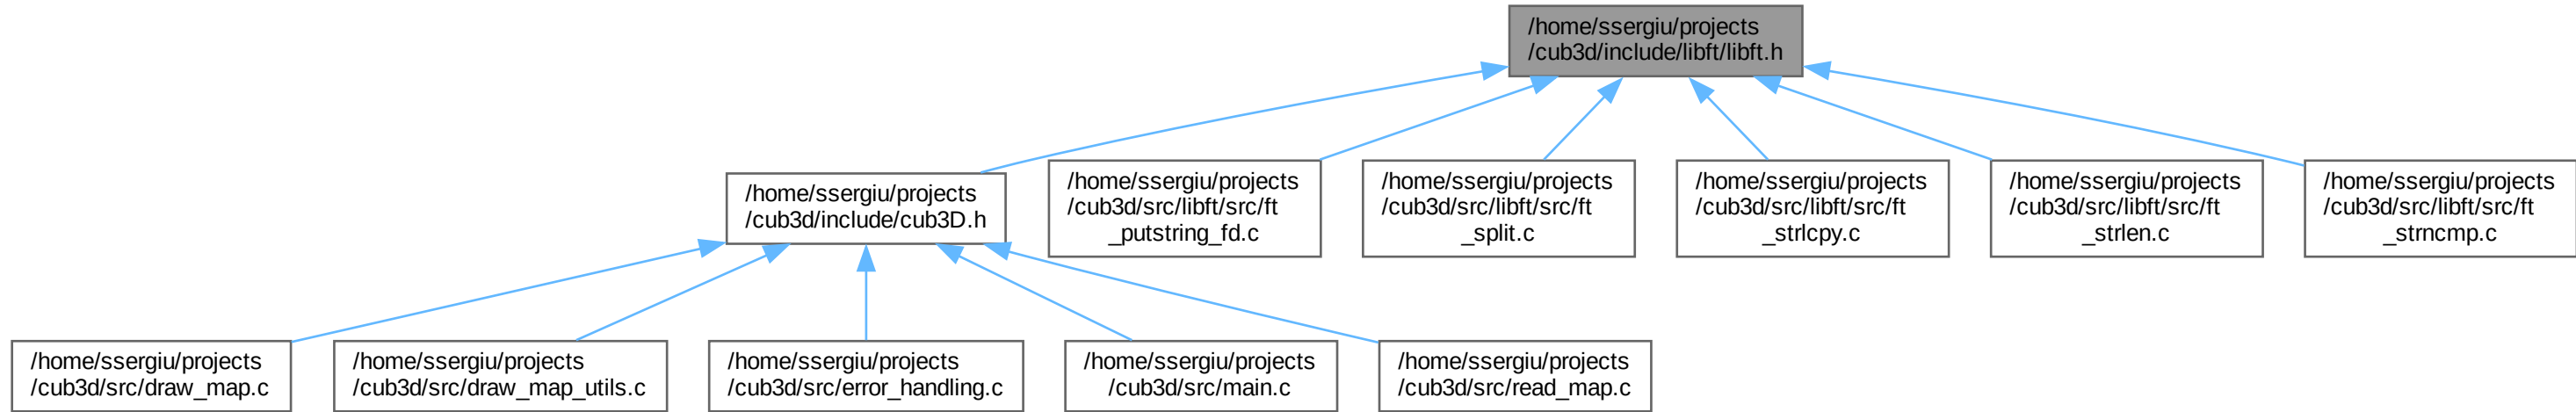 /home/ssergiu/projects
/cub3d/include/libft/libft.h
/home/ssergiu/projects
/cub3d/include/cub3D.h
/home/ssergiu/projects
/cub3d/src/libft/src/ft
_putstring_fd.c
/home/ssergiu/projects
/cub3d/src/libft/src/ft
_split.c
/home/ssergiu/projects
/cub3d/src/libft/src/ft
_strlcpy.c
/home/ssergiu/projects
/cub3d/src/libft/src/ft
_strlen.c
/home/ssergiu/projects
/cub3d/src/libft/src/ft
_strncmp.c
/home/ssergiu/projects
/cub3d/src/draw_map.c
/home/ssergiu/projects
/cub3d/src/draw_map_utils.c
/home/ssergiu/projects
/cub3d/src/error_handling.c
/home/ssergiu/projects
/cub3d/src/main.c
/home/ssergiu/projects
/cub3d/src/read_map.c